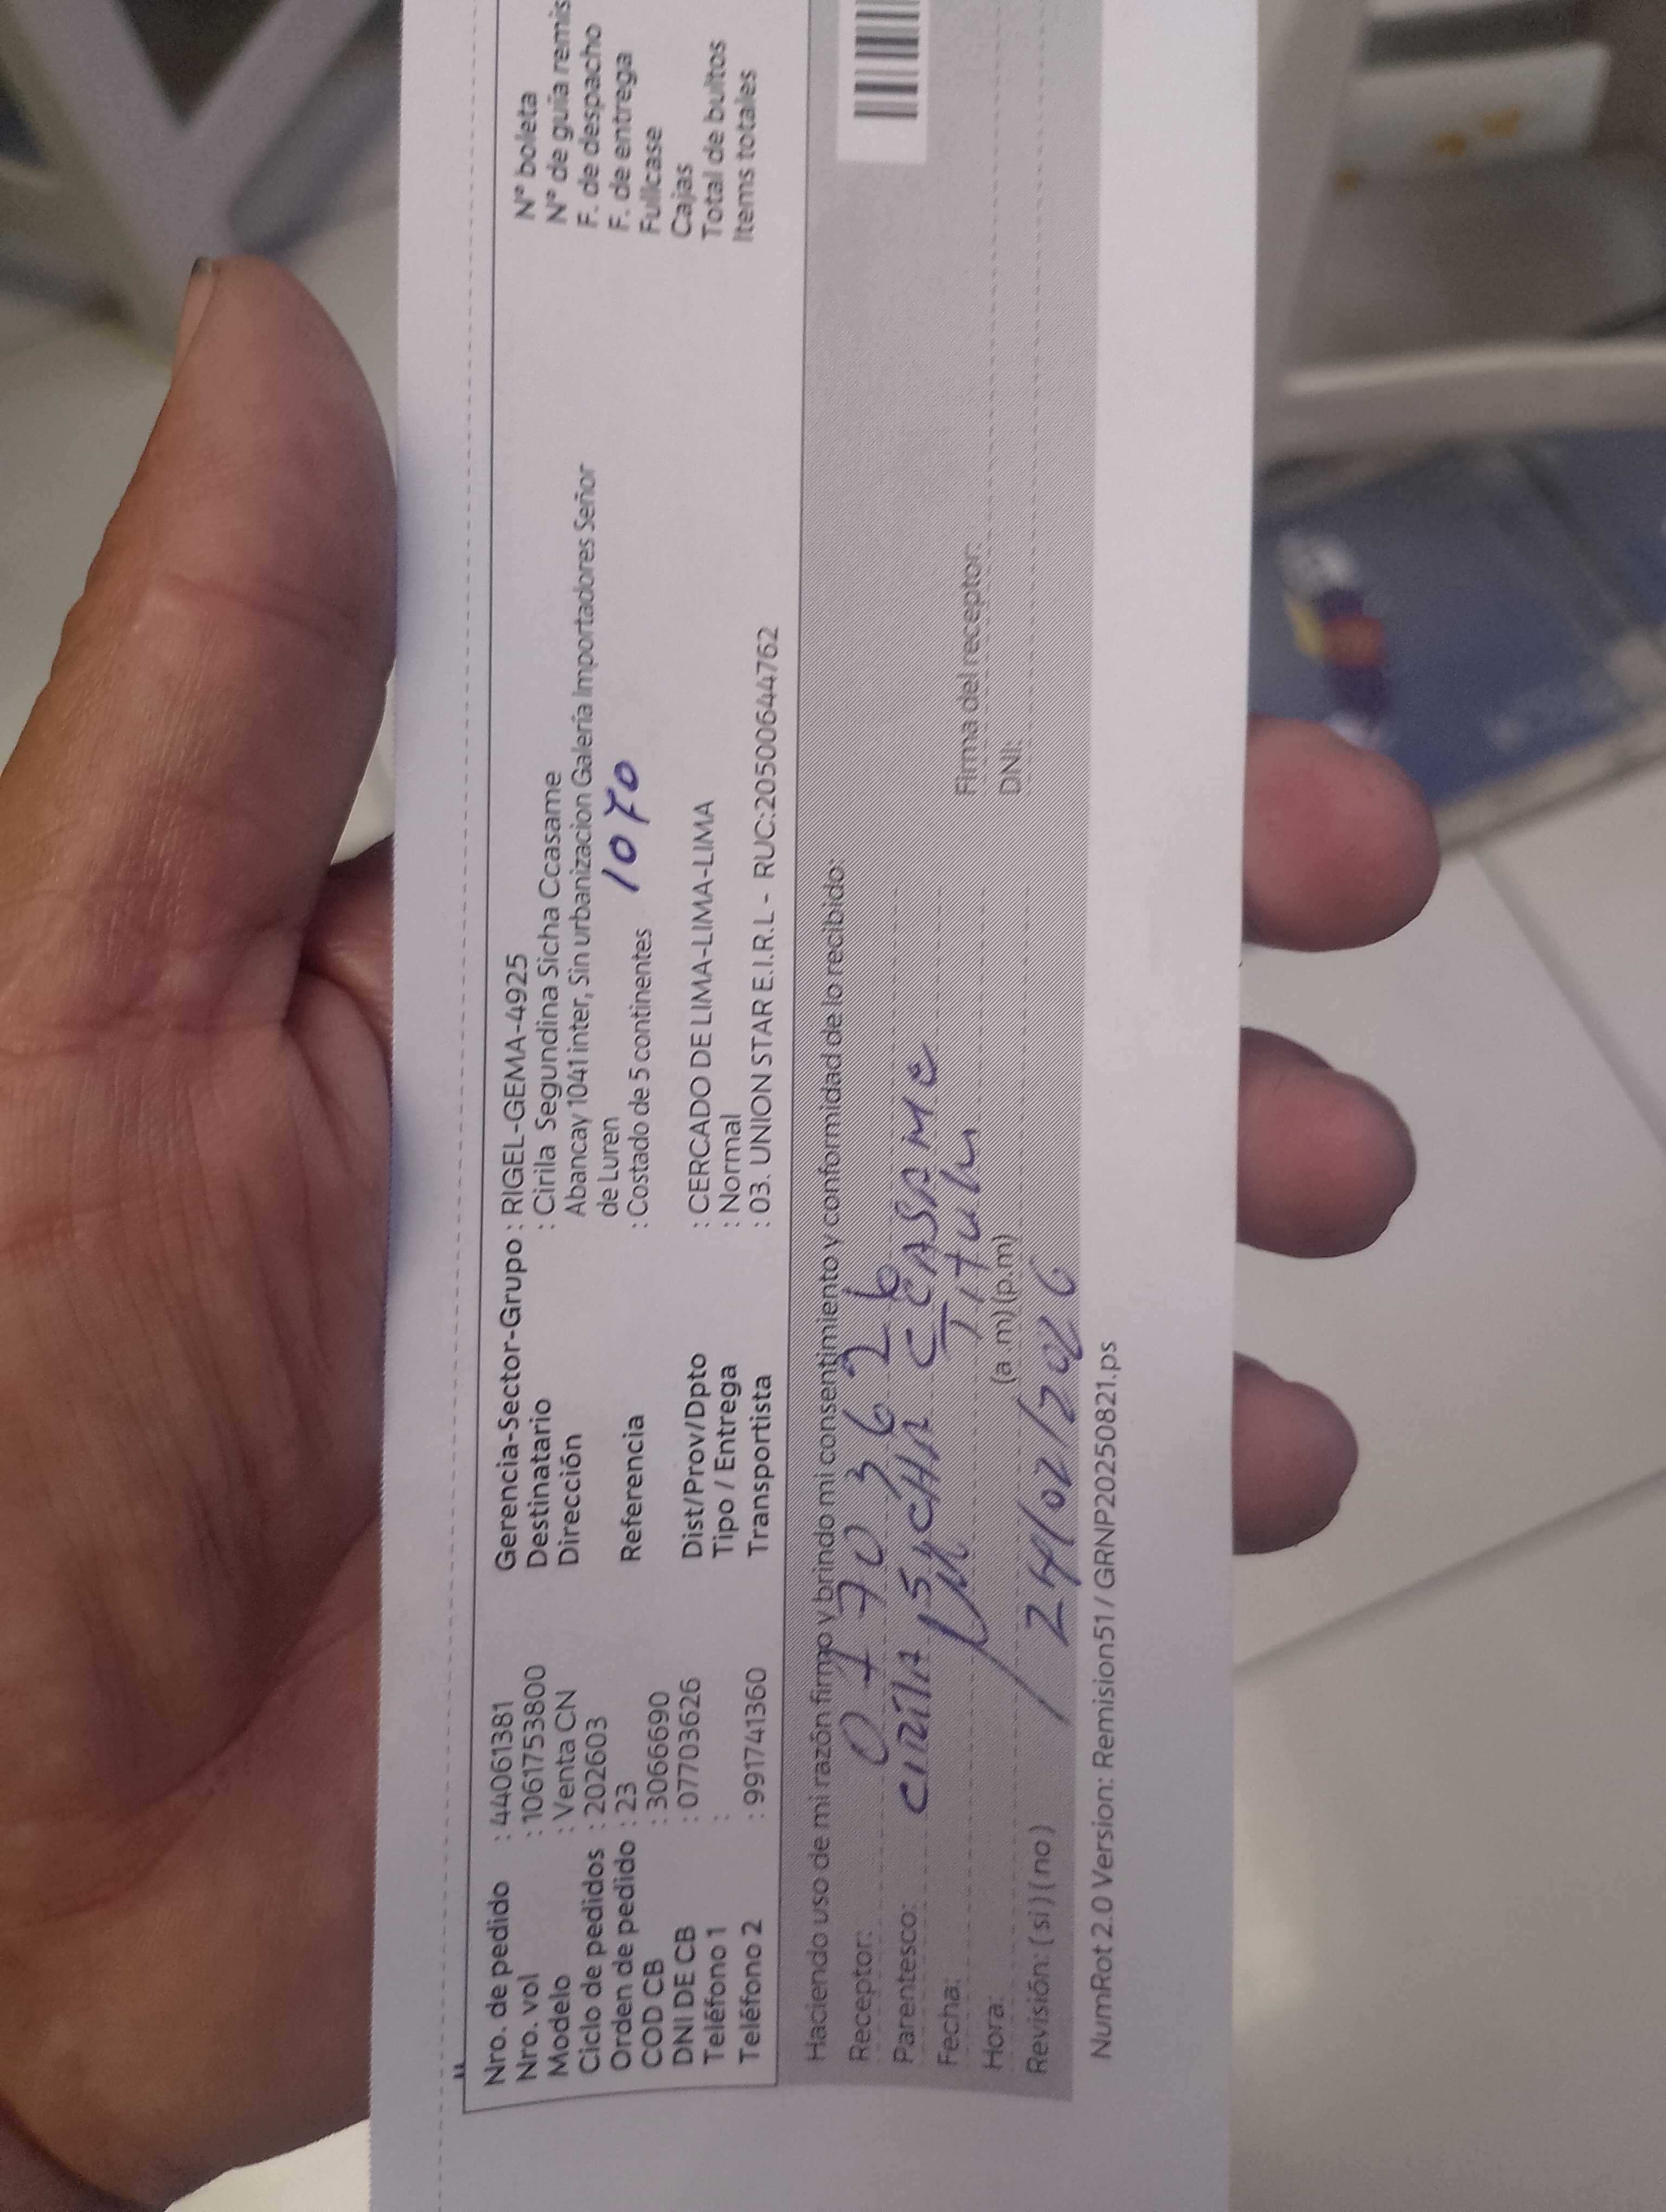 Nro. de pedido : 44061381
Nro. vol : 1061753800
Modelo : Venta CN
Ciclo de pedidos : 202603
Orden de pedido : 23
COD CB : 3066690
DNI DE CB : 07703626
Teléfono 1 :
Teléfono 2 : 991741360
Gerencia-Sector-Grupo : RIGEL-GEMA-4925
Destinatario : Cirila Segundina Sicha Ccasame
Dirección Abancay 1041 inter, Sin urbanizacion Galería Importadores Señor
de Luren
Referencia : Costado de 5 continentes 1070
Dist/Prov/Dpto : CERCADO DE LIMA-LIMA-LIMA
Tipo / Entrega : Normal
Transportista : 03. UNION STAR E.I.R.L - RUC:20500644762
N° boleta
N° de guía remis
F. de despacho
F. de entrega
Fullcase
Cajas
Total de bultos
Items totales
Haciendo uso de mi razón firmo y brindo mi consentimiento y conformidad de lo recibido:
Receptor: 07703626
Parentesco: Cirila SICHA CCASAME
Fecha: Titular
Hora: (a .m) (p.m)
Revisión: ( si ) ( no ) 24/02/2026
Firma del receptor:
DNI:
NumRot 2.0 Version: Remision51 / GRNP20250821.ps